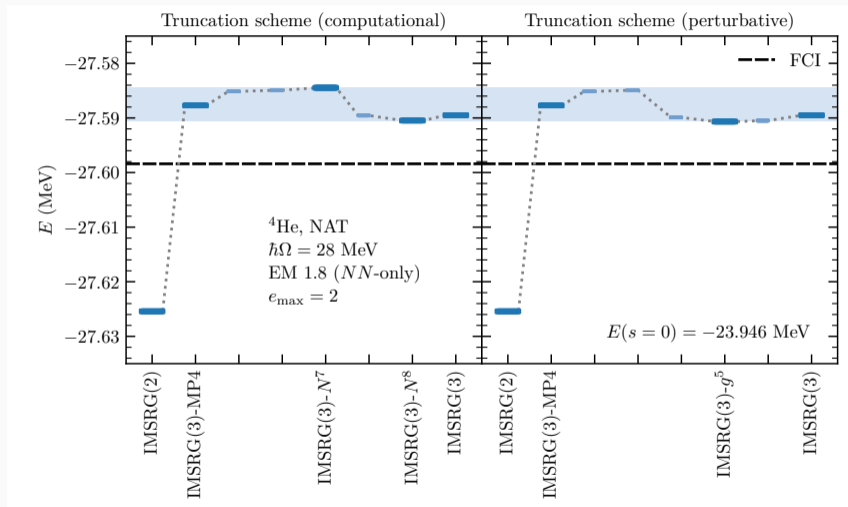 Truncation scheme (computational)
Truncation scheme (perturbative)
−27.58
−27.59
−27.60
−27.61
−27.62
−27.63
E (MeV)
FCI
⁴He, NAT
ℏΩ = 28 MeV
EM 1.8 (NN-only)
eₘₐₓ = 2
E(s = 0) = −23.946 MeV
IMSRG(2)
IMSRG(3)-MP4
IMSRG(3)-N⁷
IMSRG(3)-N⁸
IMSRG(3)
IMSRG(2)
IMSRG(3)-MP4
IMSRG(3)-g⁵
IMSRG(3)